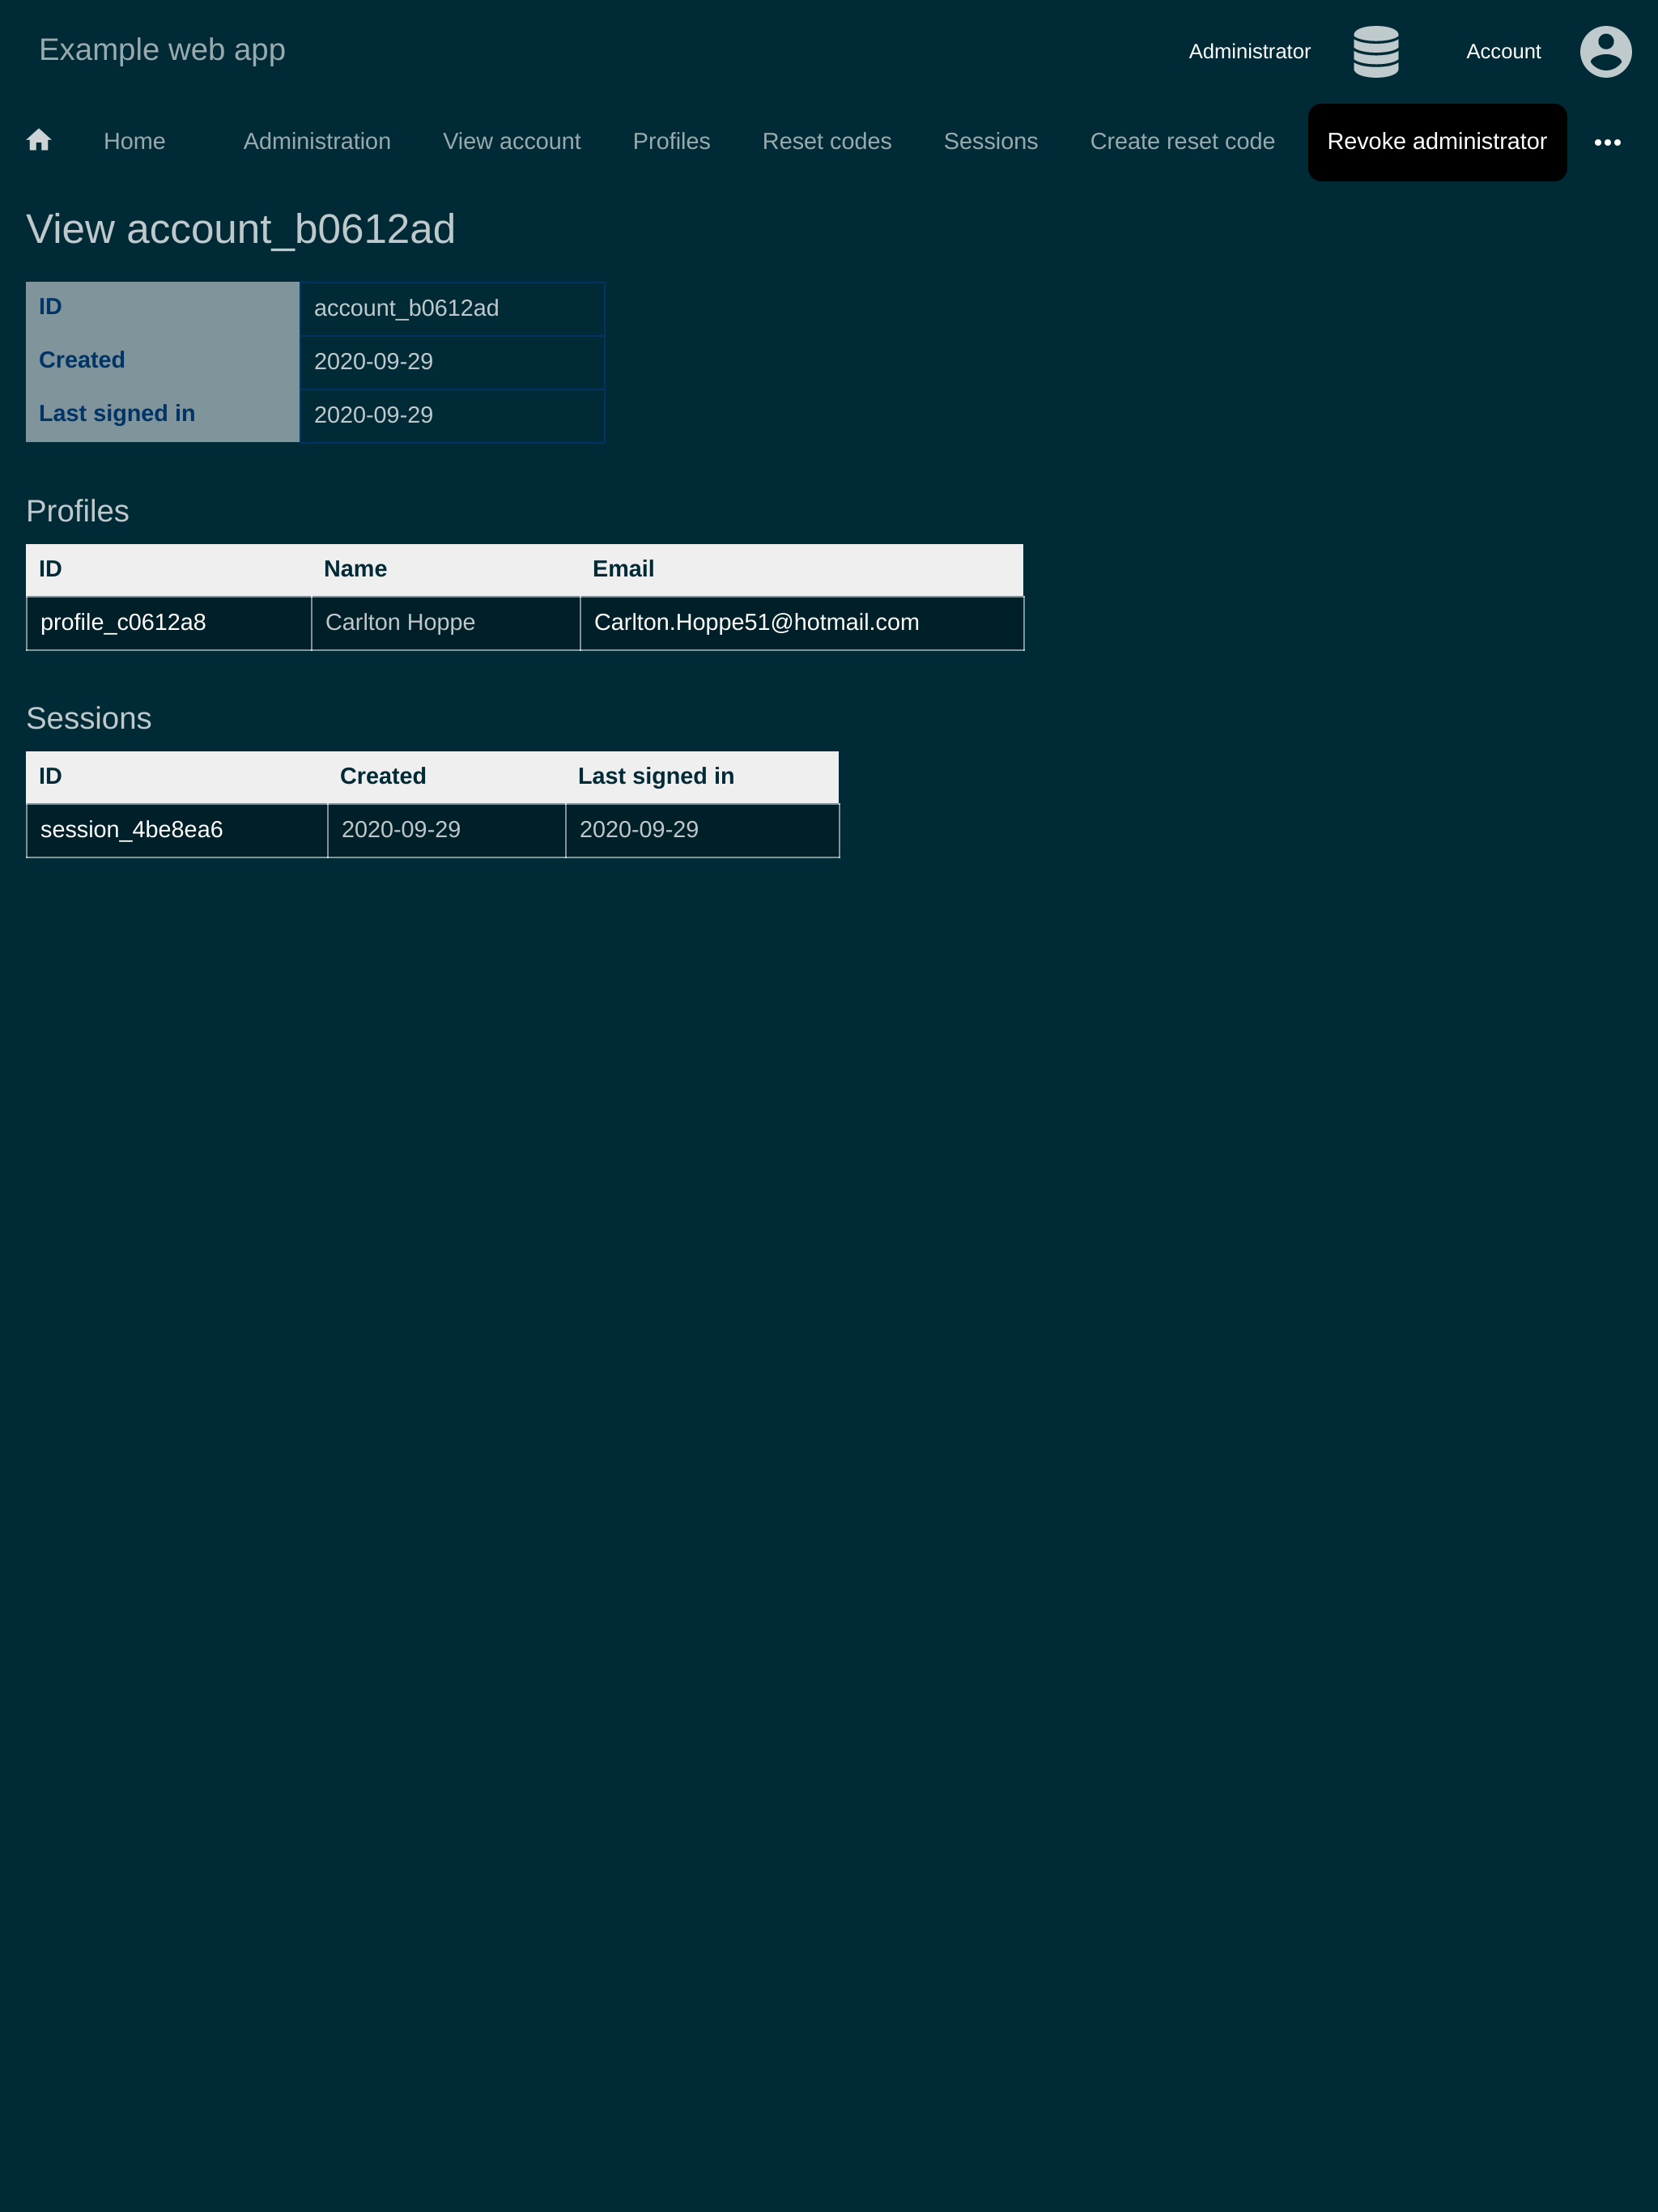 Example web app
Administrator Account
Home Administration View account Profiles Reset codes Sessions Create reset code Revoke administrator •••
View account_b0612ad
ID account_b0612ad
Created 2020-09-29
Last signed in 2020-09-29
Profiles
ID Name Email
profile_c0612a8 Carlton Hoppe Carlton.Hoppe51@hotmail.com
Sessions
ID Created Last signed in
session_4be8ea6 2020-09-29 2020-09-29